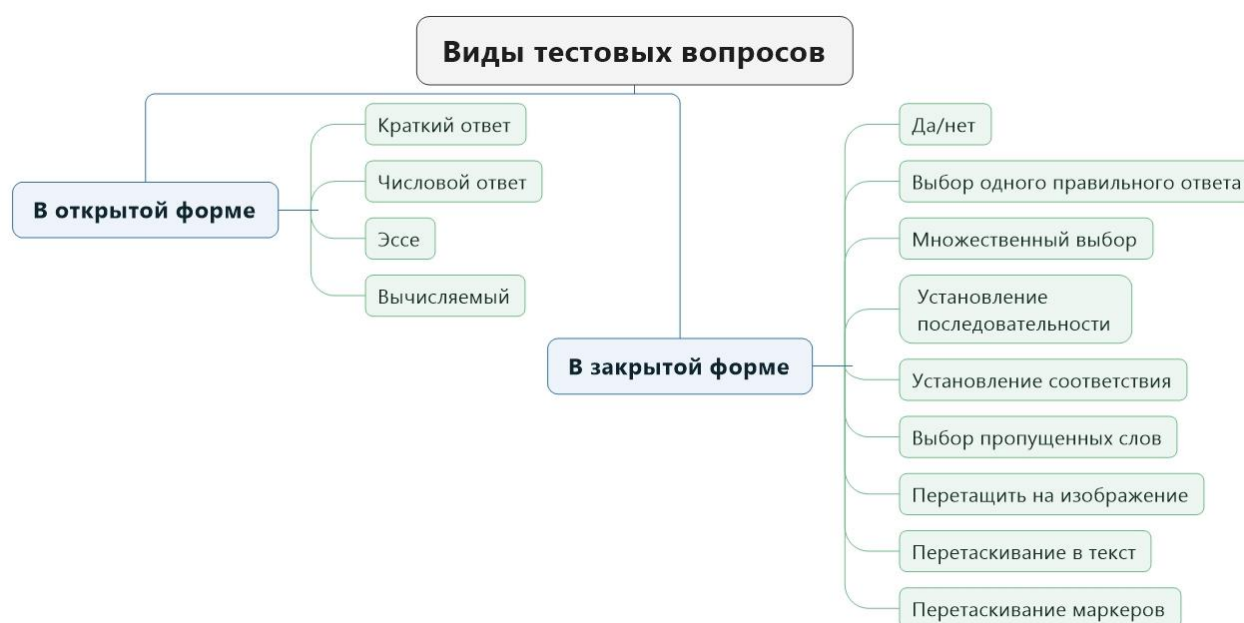 Виды тестовых вопросов
В открытой форме
Краткий ответ
Числовой ответ
Эссе
Вычисляемый
В закрытой форме
Да/нет
Выбор одного правильного ответа
Множественный выбор
Установление
последовательности
Установление соответствия
Выбор пропущенных слов
Перетащить на изображение
Перетаскивание в текст
Перетаскивание маркеров